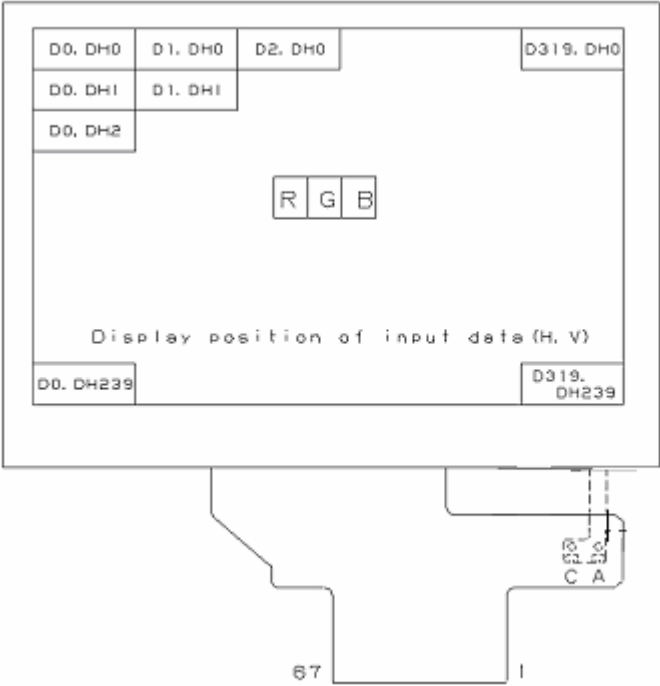 D0. DH0 D1. DH0 D2. DH0 D319. DH0
D0. DH1 D1. DH1
D0. DH2
R G B
Display position of input data (H. V)
D0. DH239 D319. DH239
C A
67 1